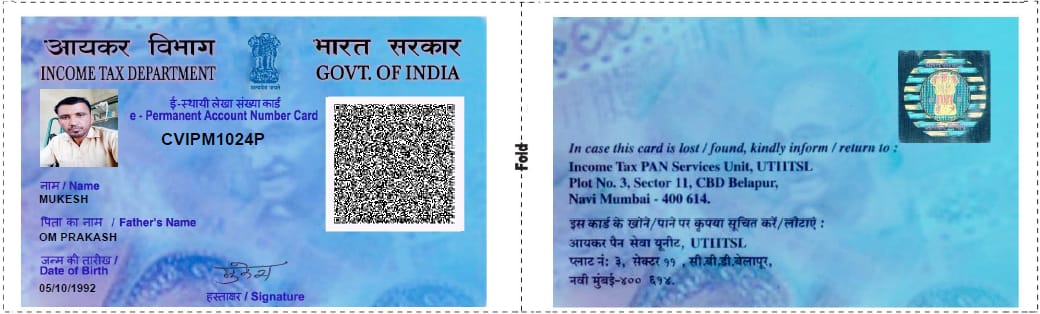 आयकर विभाग
INCOME TAX DEPARTMENT
सत्यमेव जयते
भारत सरकार
GOVT. OF INDIA
ई-स्थायी लेखा संख्या कार्ड
e - Permanent Account Number Card
CVIPM1024P
नाम / Name
MUKESH
पिता का नाम / Father's Name
OM PRAKASH
जन्म की तारीख /
Date of Birth
05/10/1992
मुकेश
हस्ताक्षर / Signature
Fold
In case this card is lost / found, kindly inform / return to :
Income Tax PAN Services Unit, UTIITSL
Plot No. 3, Sector 11, CBD Belapur,
Navi Mumbai - 400 614.
इस कार्ड के खोने/पाने पर कृपया सूचित करें/लौटाएं :
आयकर पैन सेवा यूनीट, UTIITSL
प्लाट नं: ३, सेक्टर ११ , सी.बी.डी.बेलापूर,
नवी मुंबई-४०० ६१४.